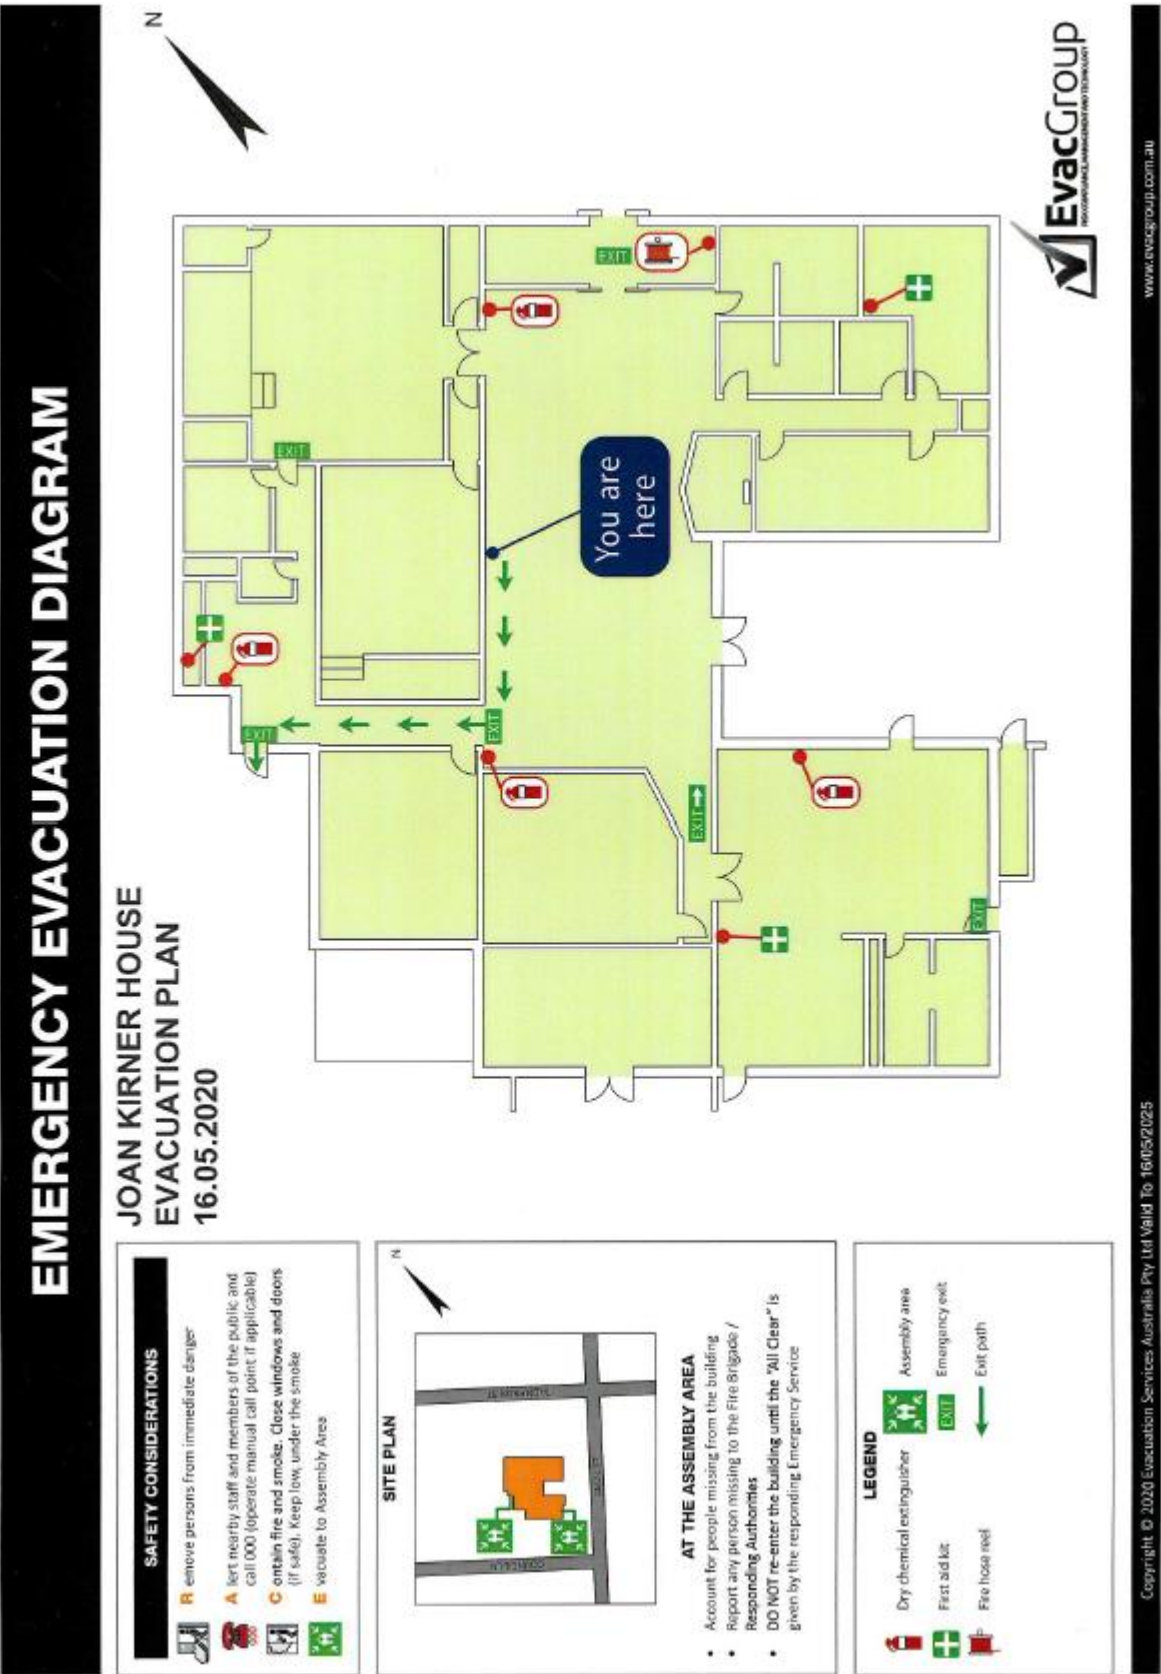 EMERGENCY EVACUATION DIAGRAM
SAFETY CONSIDERATIONS
R emove persons from immediate danger
A lert nearby staff and members of the public and
call 000 (operate manual call point if applicable)
C ontain fire and smoke. Close windows and doors
(if safe). Keep low, under the smoke
E vacuate to Assembly Area
SITE PLAN
N
AT THE ASSEMBLY AREA
• Account for people missing from the building
• Report any person missing to the Fire Brigade /
Responding Authorities
• DO NOT re-enter the building until the "All Clear" is
given by the responding Emergency Service
LEGEND
Dry chemical extinguisher
Assembly area
First aid kit
EXIT
Emergency exit
Fire hose reel
Exit path
JOAN KIRNER HOUSE
EVACUATION PLAN
16.05.2020
N
EXIT
EXIT
EXIT
EXIT
EXIT
EXIT
You are
here
EvacGroup
Copyright © 2020 Evacuation Services Australia Pty Ltd Valid To 16/05/2025
www.evacgroup.com.au